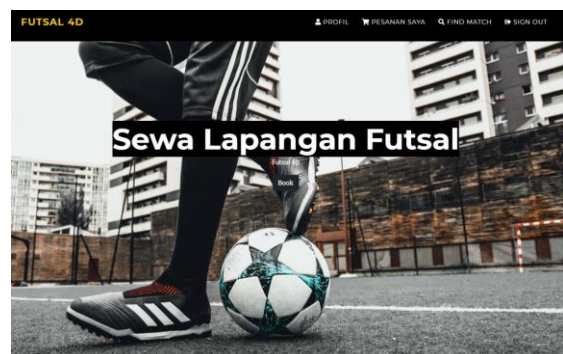 FUTSAL 4D
PROFIL PESANAN SAYA FIND MATCH SIGN OUT
Sewa Lapangan Futsal
Futsal 4D
Book